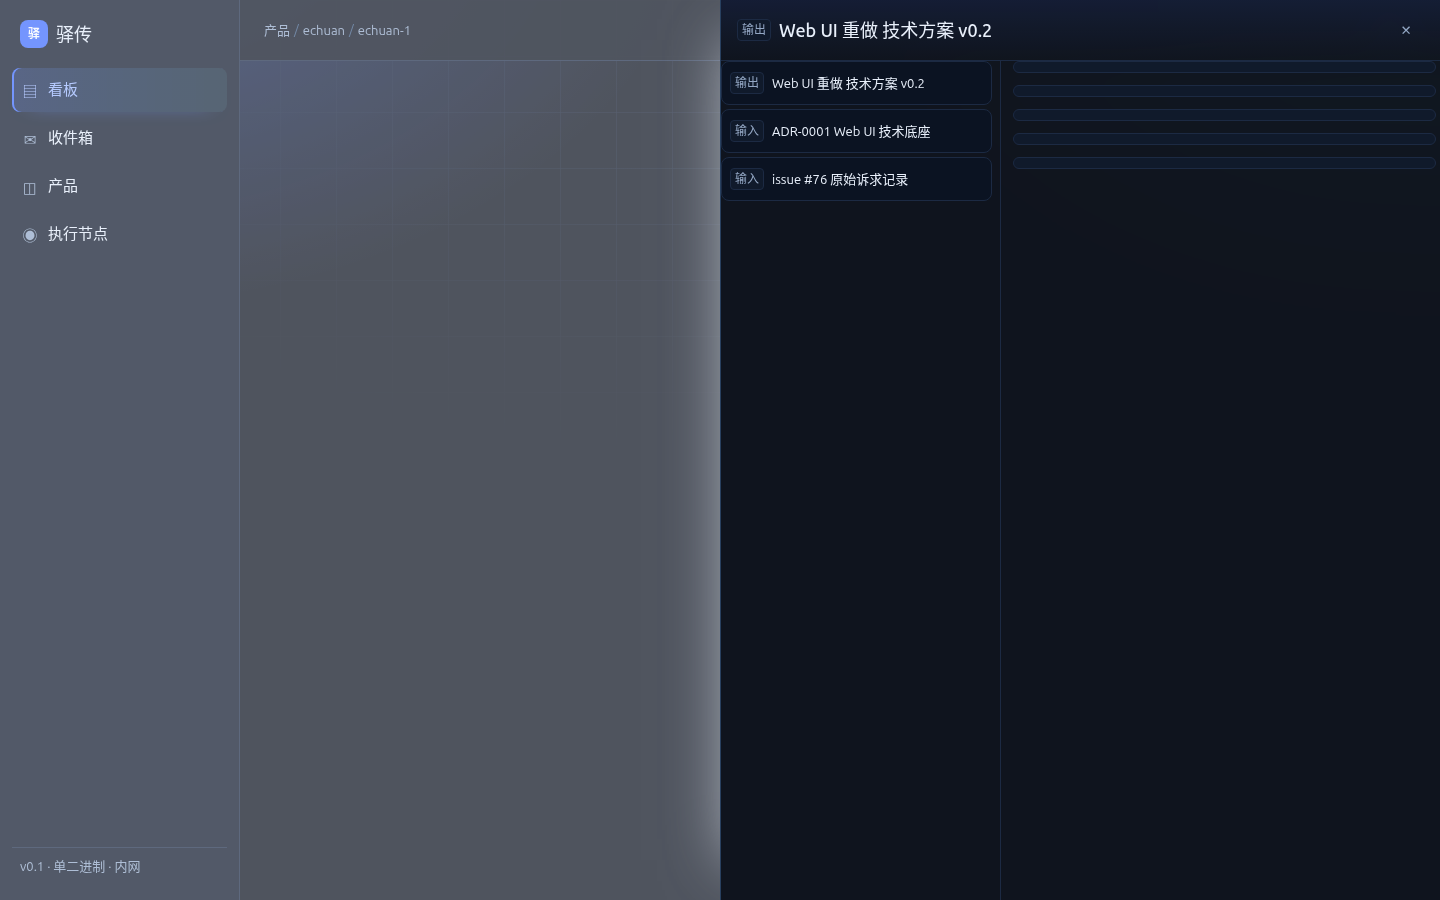 驿 驿传
看板
收件箱
产品
执行节点
v0.1 · 单二进制 · 内网
产品 / echuan / echuan-1
输出 Web UI 重做 技术方案 v0.2 ×
输出 Web UI 重做 技术方案 v0.2
输入 ADR-0001 Web UI 技术底座
输入 issue #76 原始诉求记录